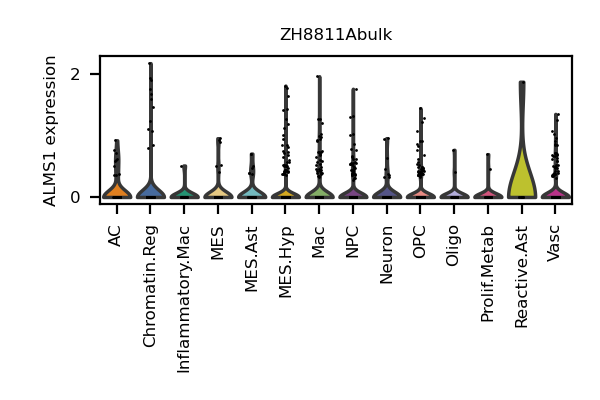 ZH8811Abulk
ALMS1 expression
2
0
AC
Chromatin.Reg
Inflammatory.Mac
MES
MES.Ast
MES.Hyp
Mac
NPC
Neuron
OPC
Oligo
Prolif.Metab
Reactive.Ast
Vasc